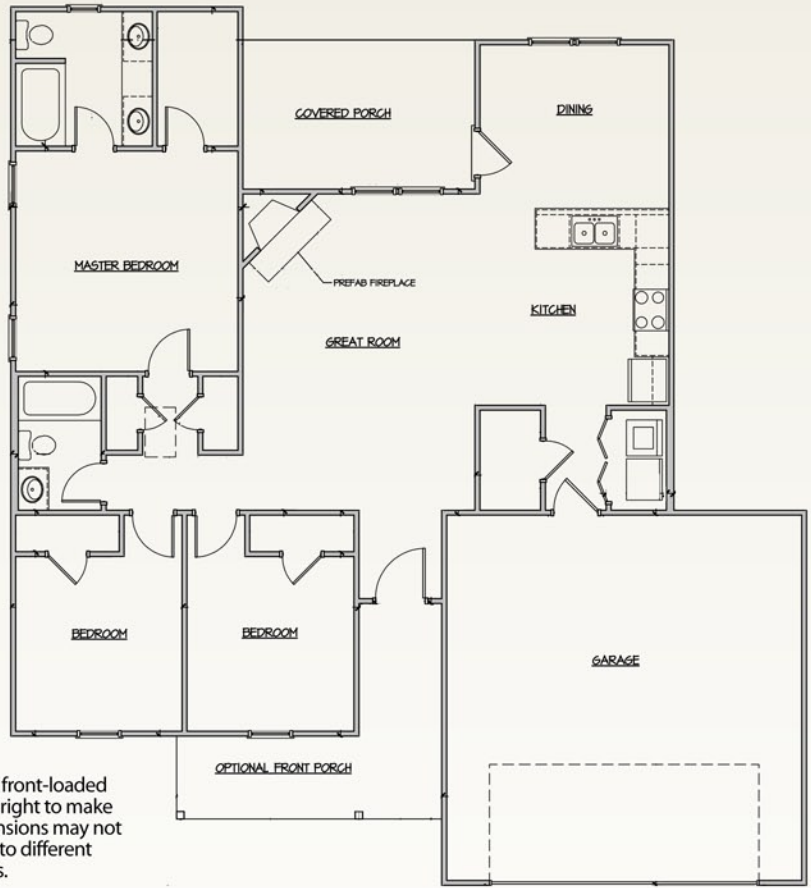 COVERED PORCH
DINING
MASTER BEDROOM
PREFAB FIREPLACE
KITCHEN
GREAT ROOM
BEDROOM
BEDROOM
GARAGE
OPTIONAL FRONT PORCH
front-loaded
right to make
nsions may not
to different
s.